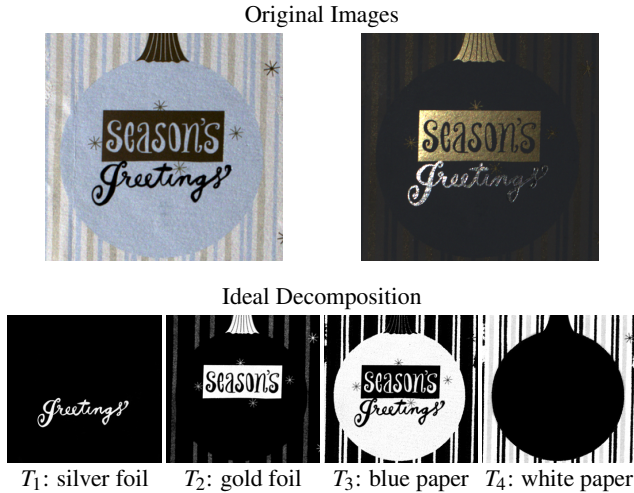 Original Images
SEASON'S
Greetings
SEASON'S
Greetings
Ideal Decomposition
Greetings
SEASON'S
SEASON'S
Greetings
T1: silver foil T2: gold foil T3: blue paper T4: white paper